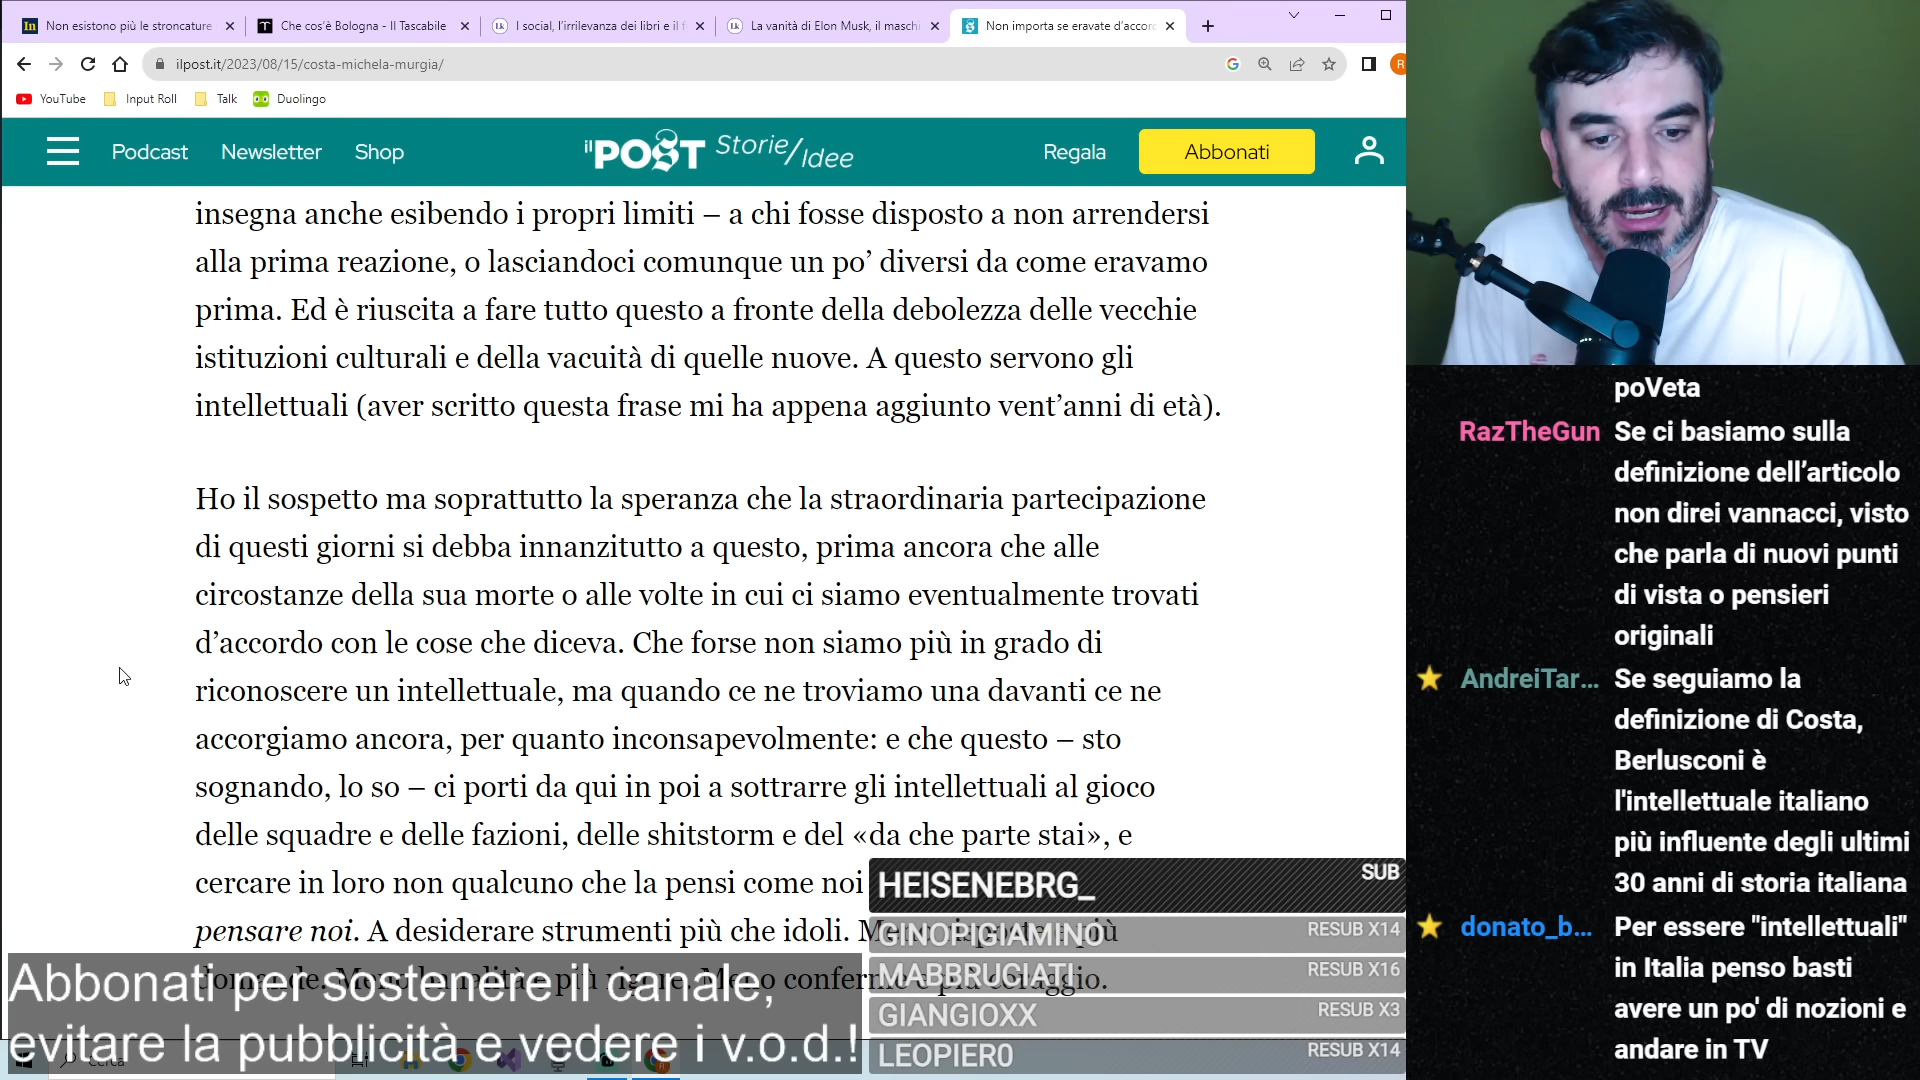 Non esistono più le stroncature
Che cos'è Bologna - Il Tascabile
I social, l'irrilevanza dei libri e il f
La vanità di Elon Musk, il maschi
Non importa se eravate d'accord
ilpost.it/2023/08/15/costa-michela-murgia/
YouTube
Input Roll
Talk
Duolingo
Podcast
Newsletter
Shop
il POST Storie/Idee
Regala
Abbonati
insegna anche esibendo i propri limiti – a chi fosse disposto a non arrendersi
alla prima reazione, o lasciandoci comunque un po’ diversi da come eravamo
prima. Ed è riuscita a fare tutto questo a fronte della debolezza delle vecchie
istituzioni culturali e della vacuità di quelle nuove. A questo servono gli
intellettuali (aver scritto questa frase mi ha appena aggiunto vent’anni di età).
Ho il sospetto ma soprattutto la speranza che la straordinaria partecipazione
di questi giorni si debba innanzitutto a questo, prima ancora che alle
circostanze della sua morte o alle volte in cui ci siamo eventualmente trovati
d’accordo con le cose che diceva. Che forse non siamo più in grado di
riconoscere un intellettuale, ma quando ce ne troviamo una davanti ce ne
accorgiamo ancora, per quanto inconsapevolmente: e che questo – sto
sognando, lo so – ci porti da qui in poi a sottrarre gli intellettuali al gioco
delle squadre e delle fazioni, delle shitstorm e del «da che parte stai», e
cercare in loro non qualcuno che la pensi come noi
pensare noi. A desiderare strumenti più che idoli. più
domande. Meno più Meno conferme e più coraggio.
Abbonati per sostenere il canale,
evitare la pubblicità e vedere i v.o.d.!
Cerca
HEISENEBRG_ SUB
GINOPIGIAMINO RESUB X14
MABBRUCIATI RESUB X16
GIANGIOXX RESUB X3
LEOPIER0 RESUB X14
poVeta
RazTheGun Se ci basiamo sulla
definizione dell’articolo
non direi vannacci, visto
che parla di nuovi punti
di vista o pensieri
originali
AndreiTar... Se seguiamo la
definizione di Costa,
Berlusconi è
l'intellettuale italiano
più influente degli ultimi
30 anni di storia italiana
donato_b... Per essere "intellettuali"
in Italia penso basti
avere un po' di nozioni e
andare in TV